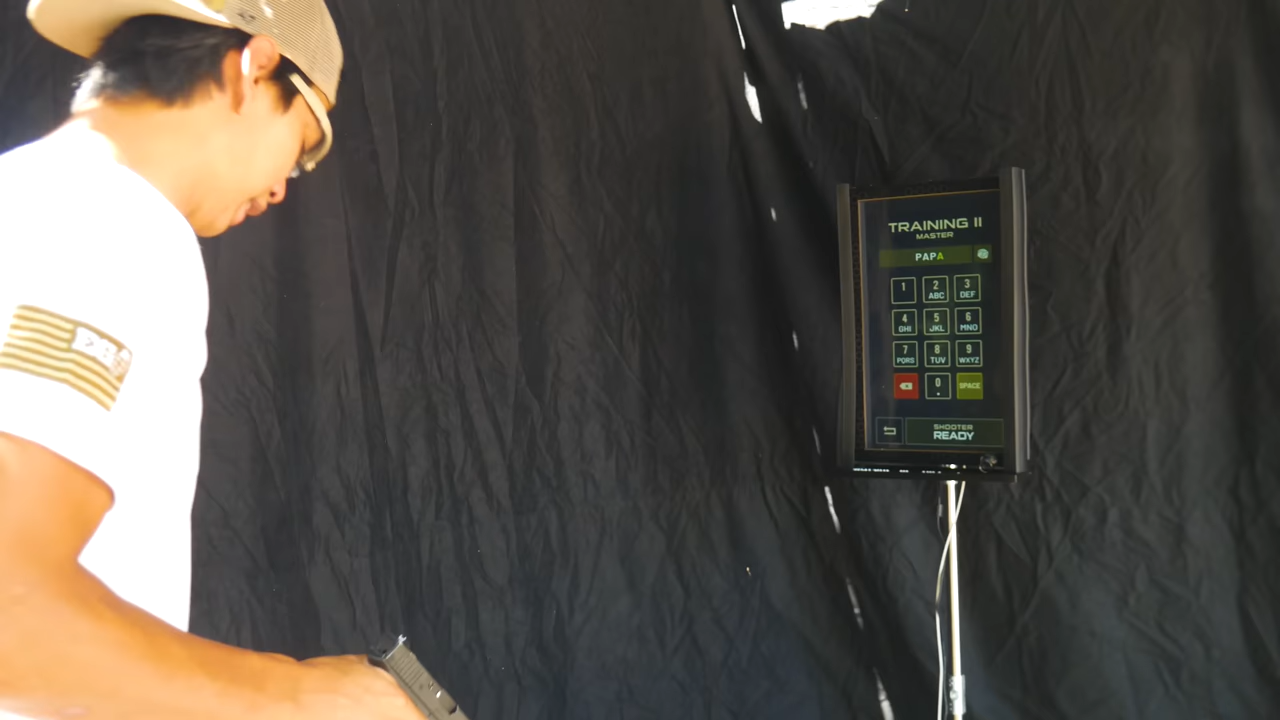 TRAINING II
MASTER
PAPA
1
2
ABC
3
DEF
4
GHI
5
JKL
6
MNO
7
PQRS
8
TUV
9
WXYZ
0
SPACE
SHOOTER
READY